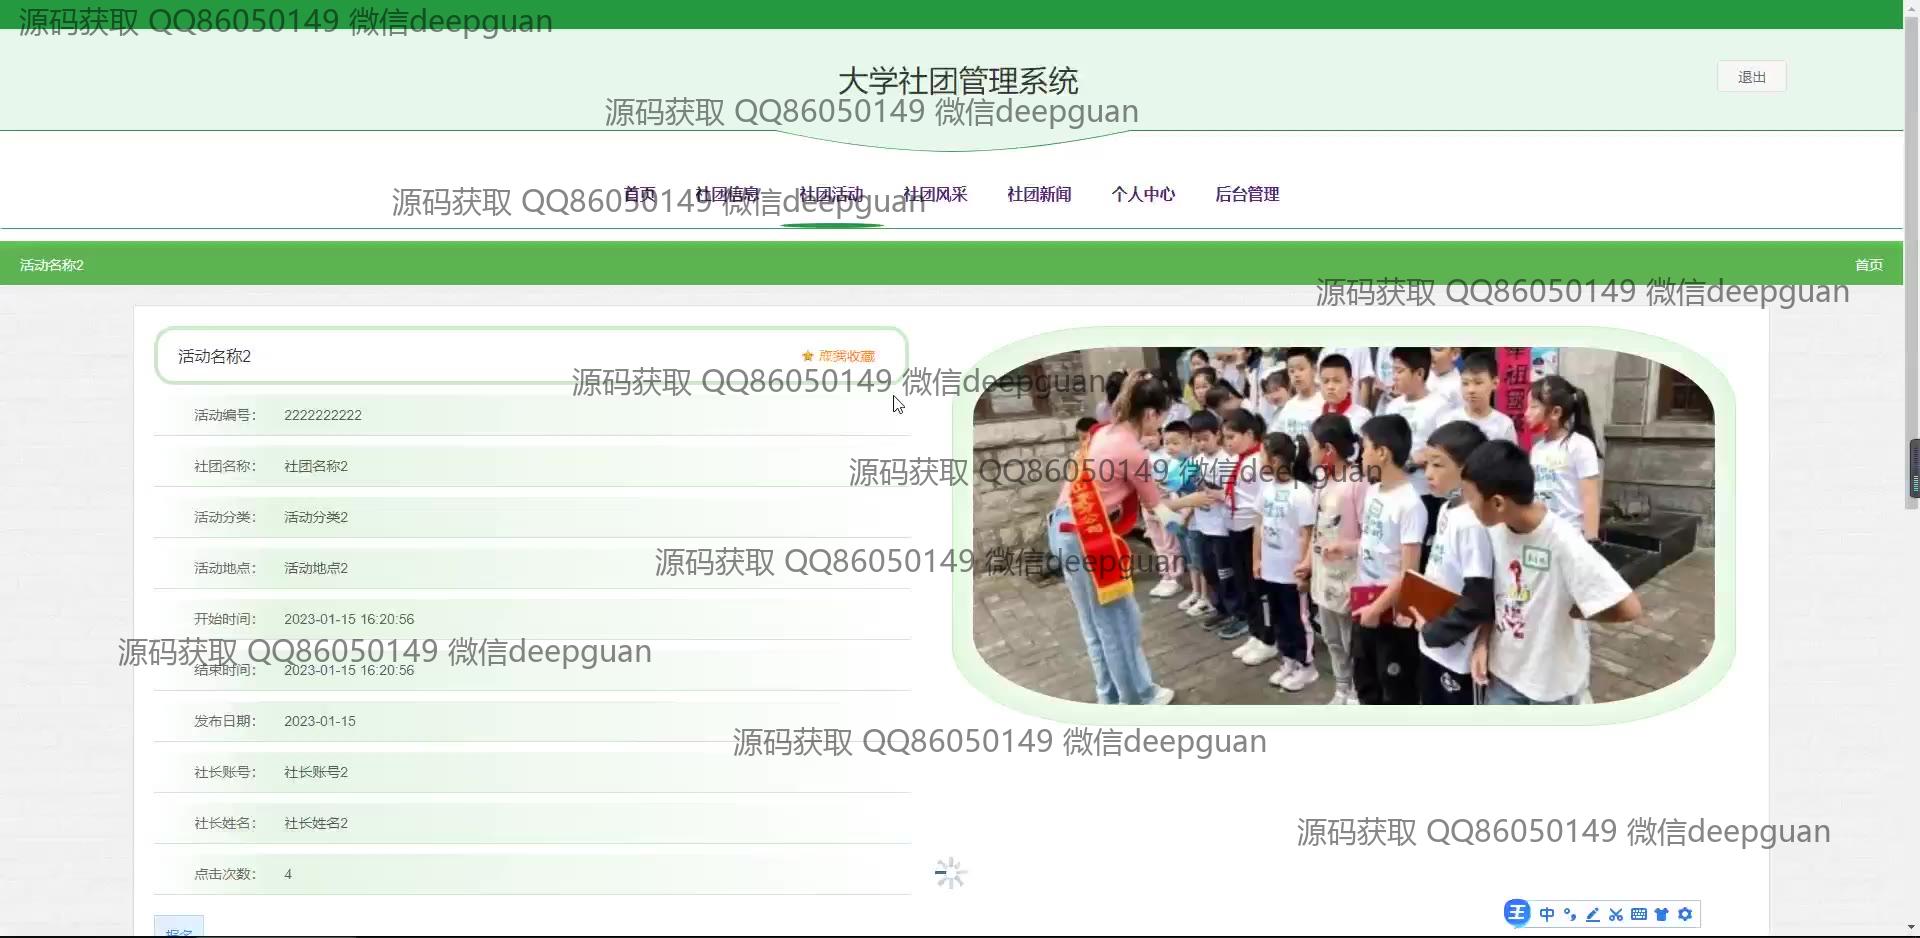 源码获取 QQ86050149 微信deepguan
大学社团管理系统
退出
源码获取 QQ86050149 微信deepguan
首页 社团信息 社团活动 社团风采 社团新闻 个人中心 后台管理
源码获取 QQ86050149 微信deepguan
活动名称2
首页
源码获取 QQ86050149 微信deepguan
活动名称2
源码获取 QQ86050149 微信deepguan
活动编号： 2222222222
社团名称： 社团名称2
源码获取 QQ86050149 微信deepguan
活动分类： 活动分类2
活动地点： 活动地点2
源码获取 QQ86050149 微信deepguan
开始时间： 2023-01-15 16:20:56
源码获取 QQ86050149 微信deepguan
结束时间： 2023-01-15 16:20:56
发布日期： 2023-01-15
源码获取 QQ86050149 微信deepguan
社长账号： 社长账号2
社长姓名： 社长姓名2
源码获取 QQ86050149 微信deepguan
点击次数： 4
报名
王 中
祖國